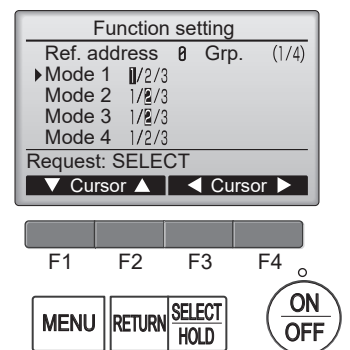 Function setting
Ref. address 0 Grp. (1/4)
Mode 1 1/2/3
Mode 2 1/2/3
Mode 3 1/2/3
Mode 4 1/2/3
Request: SELECT
▼ Cursor ▲ ◀ Cursor ▶
F1 F2 F3 F4
MENU RETURN SELECT HOLD ON OFF